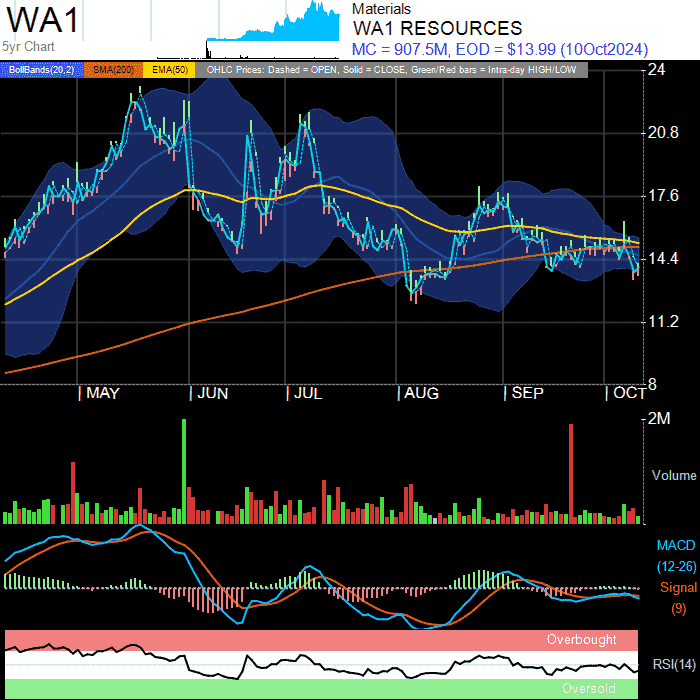 WA1
5yr Chart
Materials
WA1 RESOURCES
MC = 907.5M, EOD = $13.99 (10Oct2024)
BollBands(20,2) SMA(200) EMA(50) OHLC Prices: Dashed = OPEN, Solid = CLOSE, Green/Red bars = Intra-day HIGH/LOW
24
20.8
17.6
14.4
11.2
8
| MAY | JUN | JUL | AUG | SEP | OCT
2M
Volume
MACD
(12-26)
Signal
(9)
Overbought
RSI(14)
Oversold